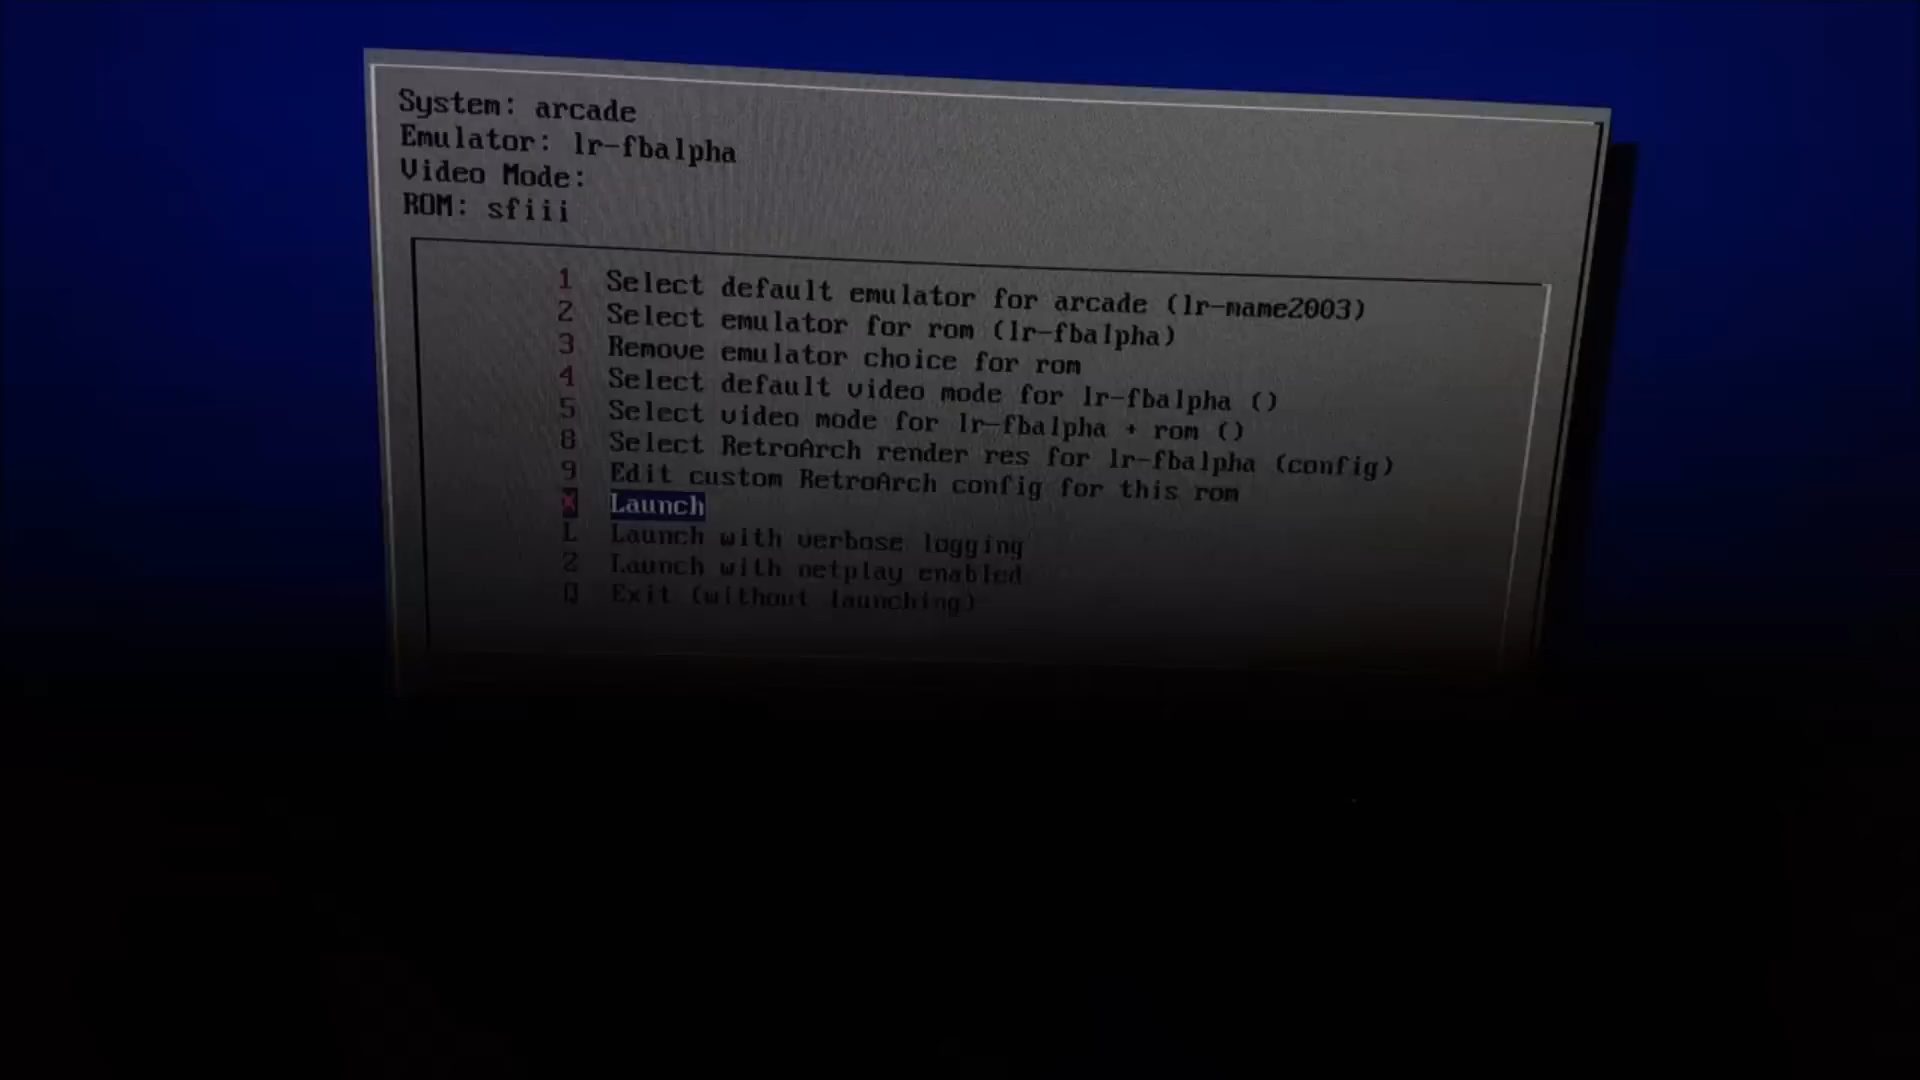 System: arcade
Emulator: lr-fbalpha
Video Mode:
ROM: sfiii
1 Select default emulator for arcade (lr-mame2003)
2 Select emulator for rom (lr-fbalpha)
3 Remove emulator choice for rom
4 Select default video mode for lr-fbalpha ()
5 Select video mode for lr-fbalpha + rom ()
8 Select RetroArch render res for lr-fbalpha (config)
9 Edit custom RetroArch config for this rom
X Launch
L Launch with verbose logging
Z Launch with netplay enabled
Q Exit (without launching)